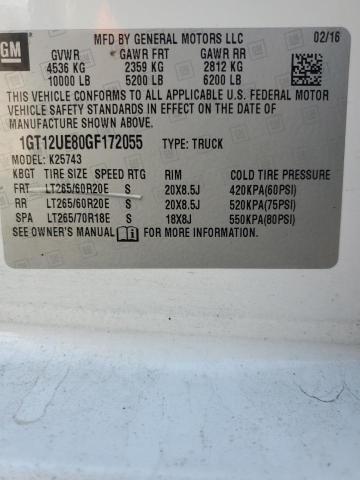 GM
MFD BY GENERAL MOTORS LLC 02/16
GVWR GAWR FRT GAWR RR
4536 KG 2359 KG 2812 KG
10000 LB 5200 LB 6200 LB
THIS VEHICLE CONFORMS TO ALL APPLICABLE U.S. FEDERAL MOTOR
VEHICLE SAFETY STANDARDS IN EFFECT ON THE DATE OF
MANUFACTURE SHOWN ABOVE.
1GT12UE80GF172055 TYPE: TRUCK
MODEL: K25743
KBGT TIRE SIZE SPEED RTG RIM COLD TIRE PRESSURE
FRT LT265/60R20E S 20X8.5J 420KPA(60PSI)
RR LT265/60R20E S 20X8.5J 520KPA(75PSI)
SPA LT265/70R18E S 18X8J 550KPA(80PSI)
SEE OWNER'S MANUAL FOR MORE INFORMATION.